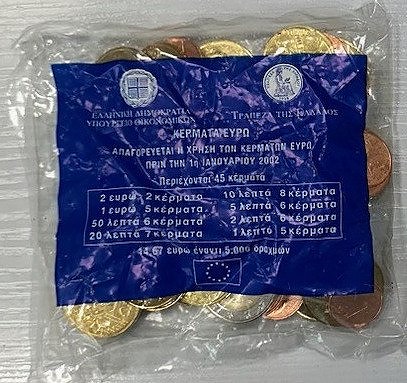 ΕΛΛΗΝΙΚΗ ΔΗΜΟΚΡΑΤΙΑ
ΥΠΟΥΡΓΕΙΟ ΟΙΚΟΝΟΜΙΚΩΝ
ΤΡΑΠΕΖΑ ΤΗΣ ΕΛΛΑΔΟΣ
ΚΕΡΜΑΤΑ ΕΥΡΩ
ΑΠΑΓΟΡΕΥΕΤΑΙ Η ΧΡΗΣΗ ΤΩΝ ΚΕΡΜΑΤΩΝ ΕΥΡΩ
ΠΡΙΝ ΤΗΝ 1η ΙΑΝΟΥΑΡΙΟΥ 2002
Περιέχονται 45 κέρματα
2 ευρώ 2 κέρματα 10 λεπτά 8 κέρματα
1 ευρώ 5 κέρματα 5 λεπτά 6 κέρματα
50 λεπτά 6 κέρματα 2 λεπτά 6 κέρματα
20 λεπτά 7 κέρματα 1 λεπτό 5 κέρματα
14,67 ευρώ έναντι 5.000 δραχμών